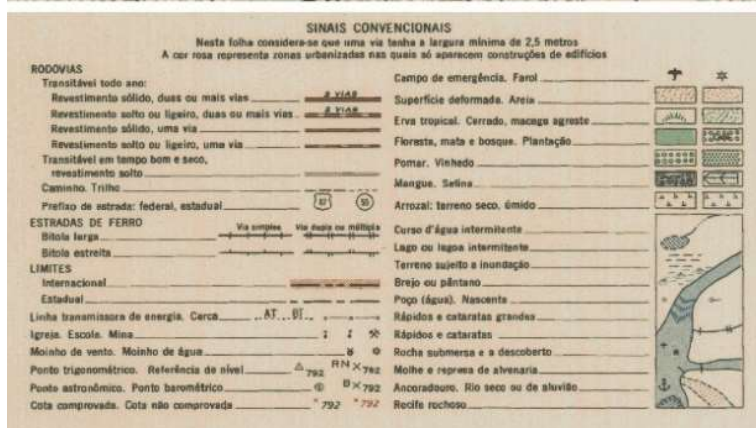 SINAIS CONVENCIONAIS
Nesta folha considera-se que uma via tenha a largura mínima de 2,5 metros
A cor rosa representa zonas urbanizadas nas quais só aparecem construções de edifícios
RODOVIAS
Transitável todo ano:
Revestimento sólido, duas ou mais vias 2 VIAS
Revestimento solto ou ligeiro, duas ou mais vias 2 VIAS
Revestimento sólido, uma via
Revestimento solto ou ligeiro, uma via
Transitável em tempo bom e seco,
revestimento solto
Caminho. Trilho
Prefixo de estrada: federal, estadual
ESTRADAS DE FERRO Via simples Via dupla ou múltipla
Bitola larga
Bitola estreita
LIMITES
Internacional
Estadual
Linha transmissora de energia. Cerca AT BT
Igreja. Escola. Mina
Moinho de vento. Moinho de água
Ponto trigonométrico. Referência de nível 792 RN X 792
Ponto astronômico. Ponto barométrico B X 792
Cota comprovada. Cota não comprovada 792 792
Campo de emergência. Farol
Superfície deformada. Areia
Erva tropical. Cerrado, macega agreste
Floresta, mata e bosque. Plantação
Pomar. Vinhedo
Mangue. Salina
Arrozal: terreno seco, úmido
Curso d'água intermitente
Lago ou lagoa intermitente
Terreno sujeito a inundação
Brejo ou pântano
Poço (água). Nascente
Rápidos e cataratas grandes
Rápidos e cataratas
Rocha submersa e a descoberto
Molhe e represa de alvenaria
Ancoradouro. Rio seco ou de aluvião
Recife rochoso